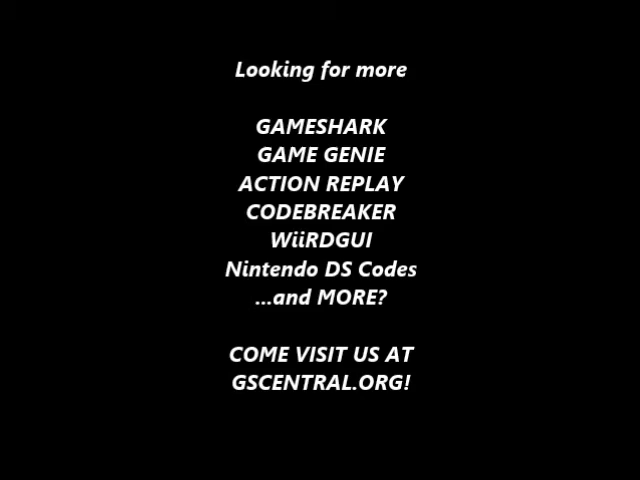 Looking for more
GAMESHARK
GAME GENIE
ACTION REPLAY
CODEBREAKER
WiiRDGUI
Nintendo DS Codes
...and MORE?
COME VISIT US AT
GSCENTRAL.ORG!